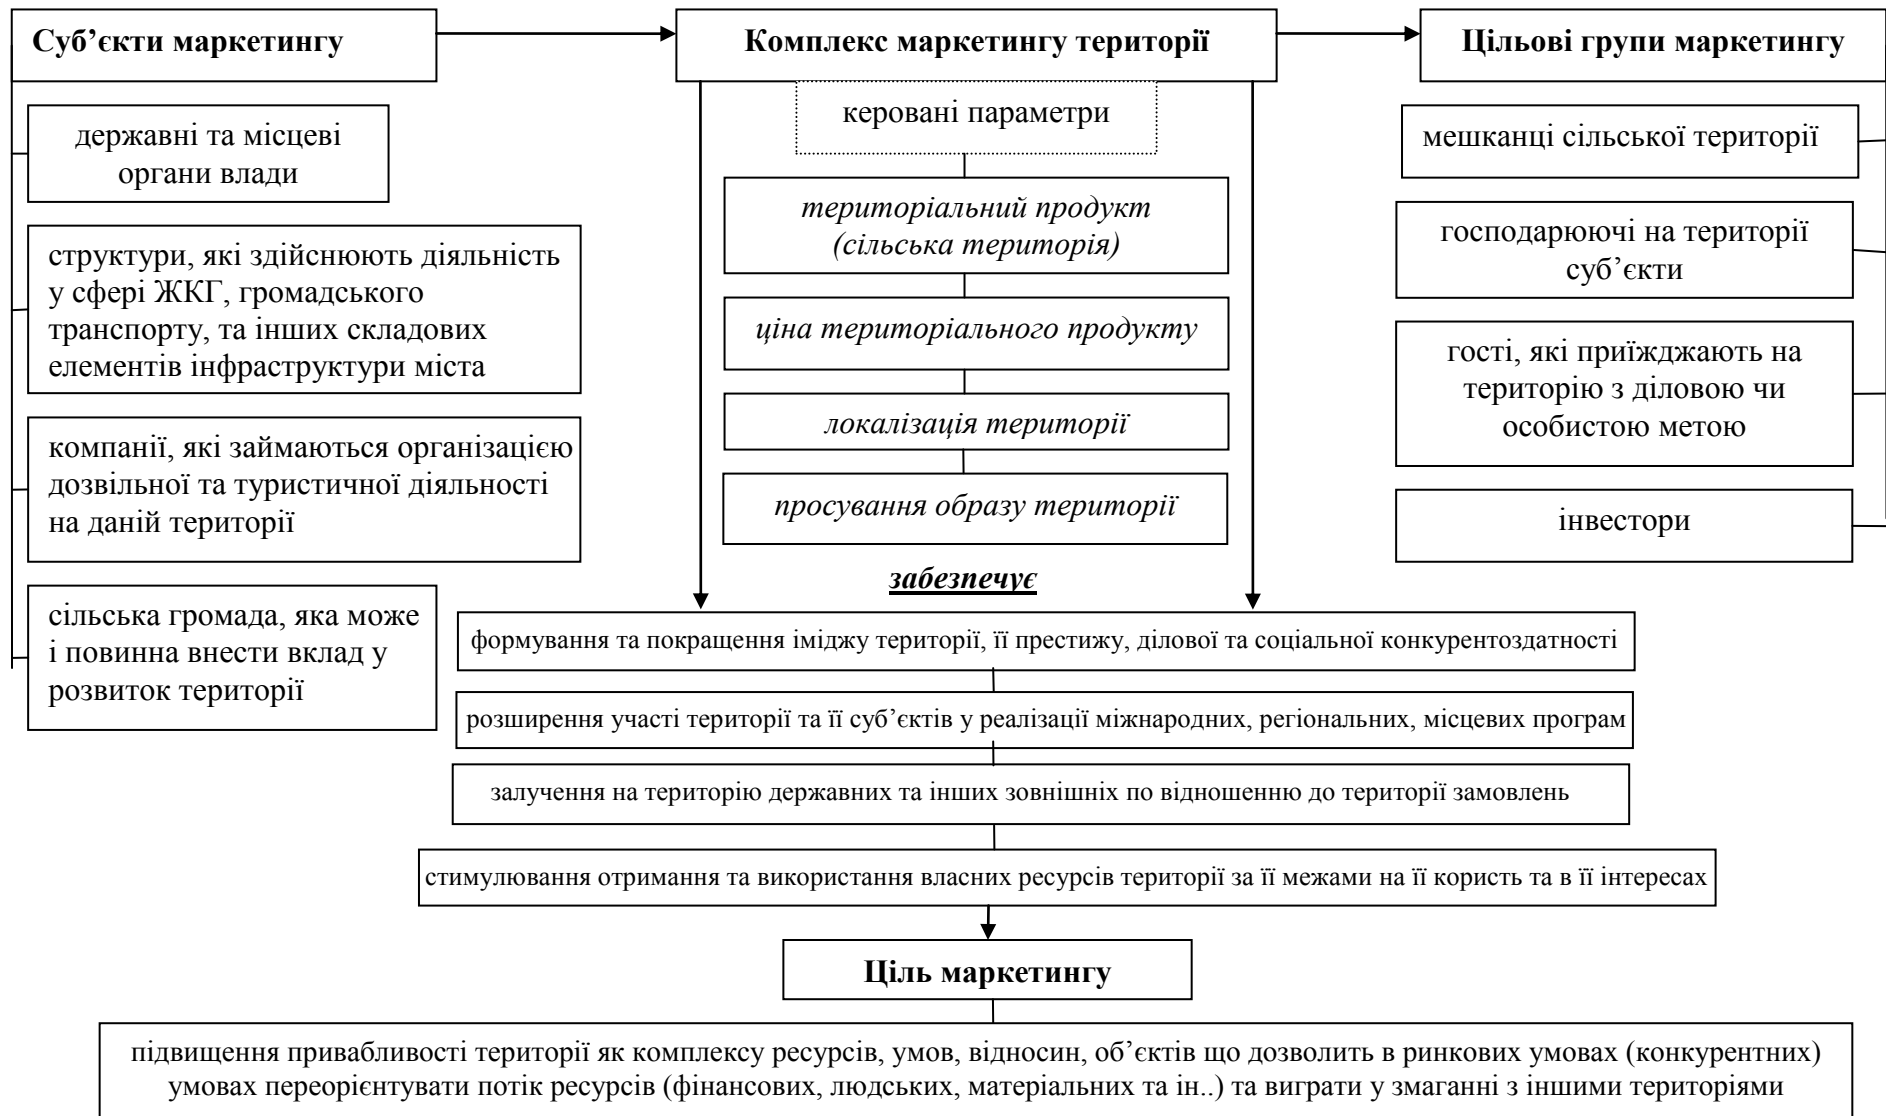 Суб’єкти маркетингу
державні та місцеві
органи влади
структури, які здійснюють діяльність
у сфері ЖКГ, громадського
транспорту, та інших складових
елементів інфраструктури міста
компанії, які займаються організацією
дозвільної та туристичної діяльності
на даній території
сільська громада, яка може
і повинна внести вклад у
розвиток території
Комплекс маркетингу території
керовані параметри
територіальний продукт
(сільська територія)
ціна територіального продукту
локалізація території
просування образу території
Цільові групи маркетингу
мешканці сільської території
господарюючі на території
суб’єкти
гості, які приїжджають на
територію з діловою чи
особистою метою
інвестори
забезпечує
формування та покращення іміджу території, її престижу, ділової та соціальної конкурентоздатності
розширення участі території та її суб’єктів у реалізації міжнародних, регіональних, місцевих програм
залучення на територію державних та інших зовнішніх по відношенню до території замовлень
стимулювання отримання та використання власних ресурсів території за її межами на її користь та в її інтересах
Ціль маркетингу
підвищення привабливості території як комплексу ресурсів, умов, відносин, об’єктів що дозволить в ринкових умовах (конкурентних)
умовах переорієнтувати потік ресурсів (фінансових, людських, матеріальних та ін..) та виграти у змаганні з іншими територіями